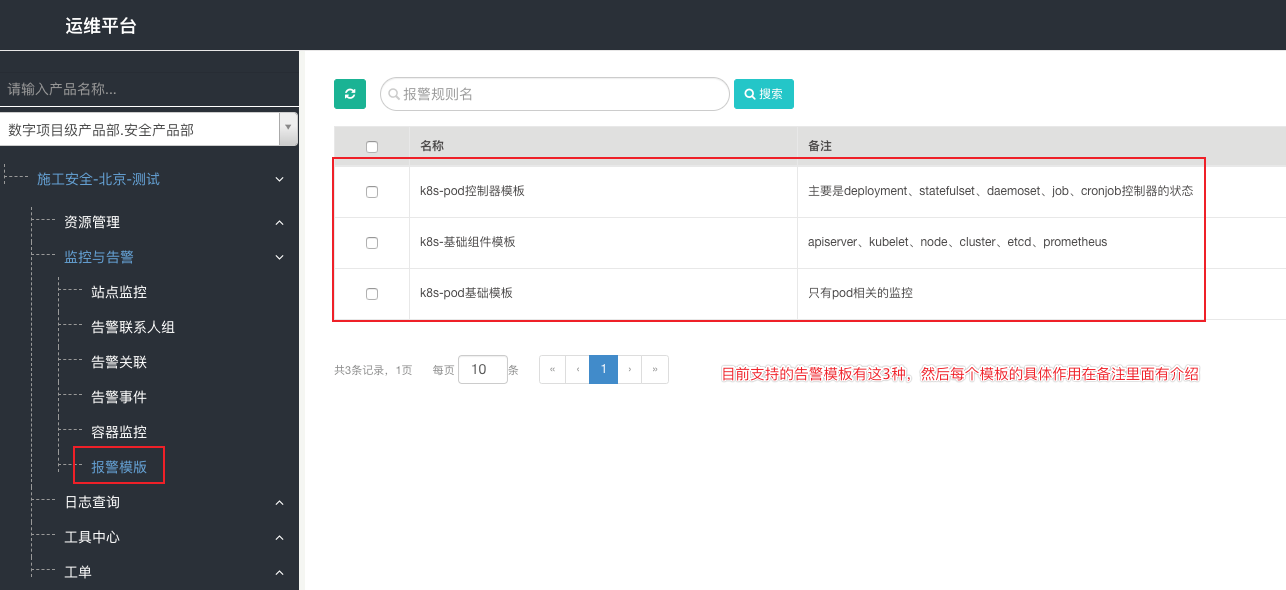 运维平台
请输入产品名称...
数字项目级产品部.安全产品部
施工安全-北京-测试
资源管理
监控与告警
站点监控
告警联系人组
告警关联
告警事件
容器监控
报警模版
日志查询
工具中心
工单
报警规则名
搜索
名称 备注
k8s-pod控制器模板 主要是deployment、statefulset、daemoset、job、cronjob控制器的状态
k8s-基础组件模板 apiserver、kubelet、node、cluster、etcd、prometheus
k8s-pod基础模板 只有pod相关的监控
共3条记录，1页 每页 10 条 « ‹ 1 › »
目前支持的告警模板有这3种，然后每个模板的具体作用在备注里面有介绍